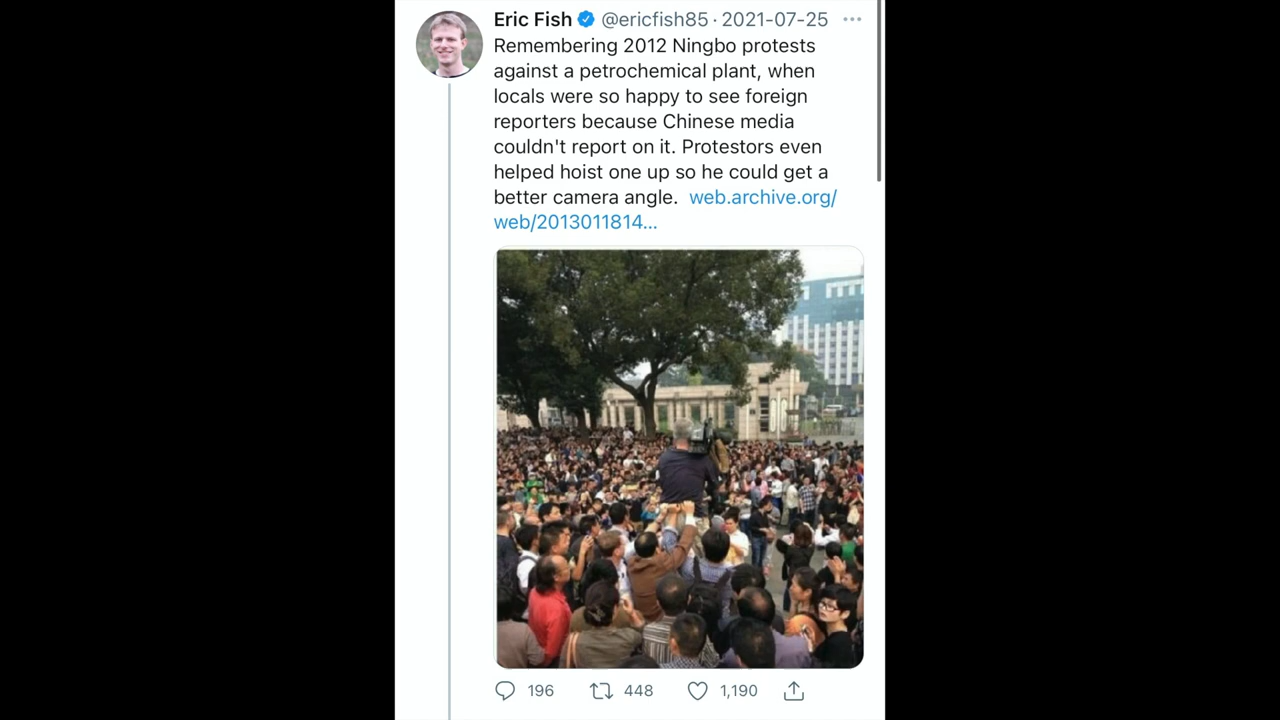 Eric Fish @ericfish85 · 2021-07-25 ···
Remembering 2012 Ningbo protests
against a petrochemical plant, when
locals were so happy to see foreign
reporters because Chinese media
couldn't report on it. Protestors even
helped hoist one up so he could get a
better camera angle. web.archive.org/
web/2013011814...
196 448 1,190